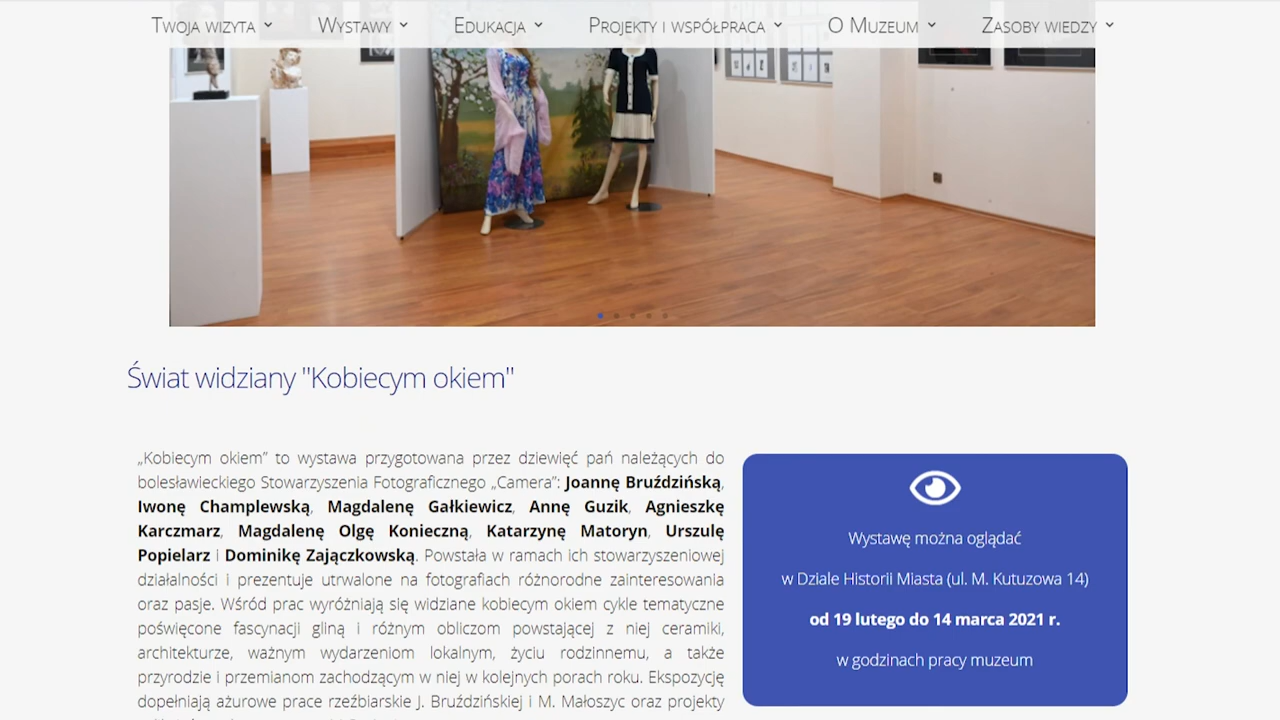 Twoja wizyta Wystawy Edukacja Projekty i współpraca O Muzeum Zasoby wiedzy
Świat widziany "Kobiecym okiem"
„Kobiecym okiem” to wystawa przygotowana przez dziewięć pań należących do
bolesławieckiego Stowarzyszenia Fotograficznego „Camera”: Joannę Bruździńską,
Iwonę Champlewską, Magdalenę Gałkiewicz, Annę Guzik, Agnieszkę
Karczmarz, Magdalenę Olgę Konieczną, Katarzynę Matoryn, Urszulę
Popielarz i Dominikę Zajączkowską. Powstała w ramach ich stowarzyszeniowej
działalności i prezentuje utrwalone na fotografiach różnorodne zainteresowania
oraz pasje. Wśród prac wyróżniają się widziane kobiecym okiem cykle tematyczne
poświęcone fascynacji gliną i różnym obliczom powstającej z niej ceramiki,
architekturze, ważnym wydarzeniom lokalnym, życiu rodzinnemu, a także
przyrodzie i przemianom zachodzącym w niej w kolejnych porach roku. Ekspozycję
dopełniają ażurowe prace rzeźbiarskie J. Bruździńskiej i M. Małoszyc oraz projekty
Wystawę można oglądać
w Dziale Historii Miasta (ul. M. Kutuzowa 14)
od 19 lutego do 14 marca 2021 r.
w godzinach pracy muzeum